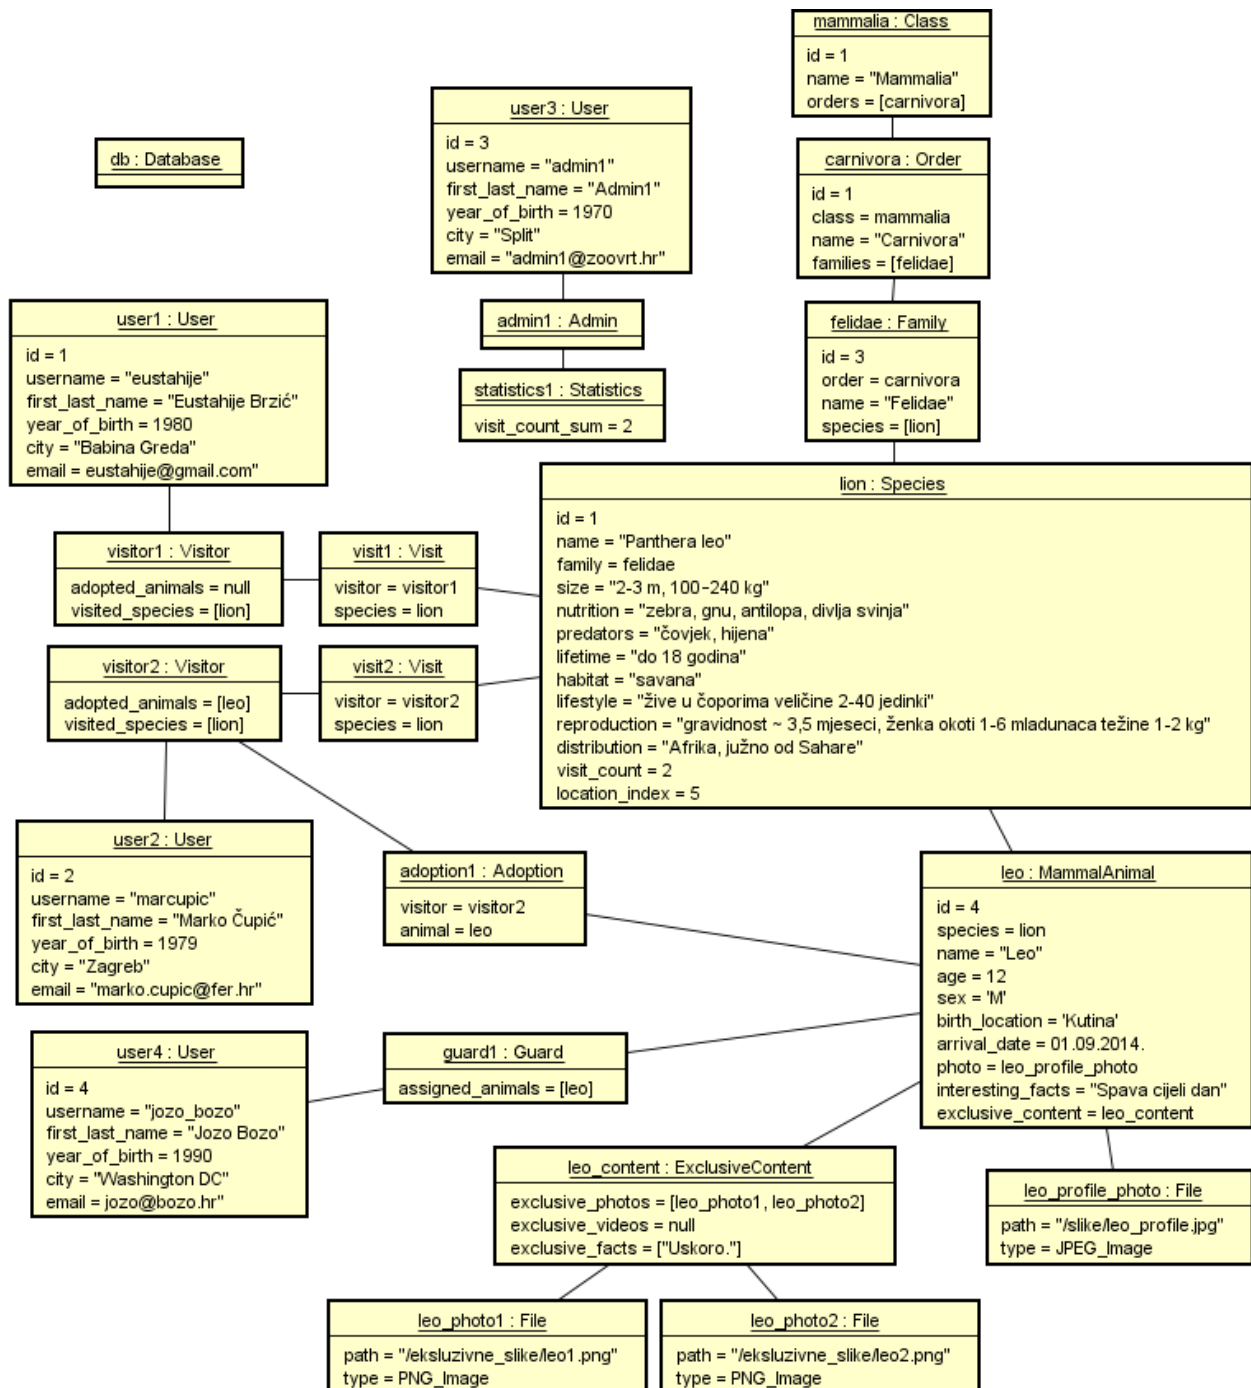 mammalia : Class
id = 1
name = "Mammalia"
orders = [carnivora]
user3 : User
id = 3
username = "admin1"
first_last_name = "Admin1"
year_of_birth = 1970
city = "Split"
email = "admin1@zoovrt.hr"
db : Database
carnivora : Order
id = 1
class = mammalia
name = "Carnivora"
families = [felidae]
user1 : User
id = 1
username = "eustahije"
first_last_name = "Eustahije Brzić"
year_of_birth = 1980
city = "Babina Greda"
email = eustahije@gmail.com"
admin1 : Admin
felidae : Family
id = 3
order = carnivora
name = "Felidae"
species = [lion]
statistics1 : Statistics
visit_count_sum = 2
lion : Species
id = 1
name = "Panthera leo"
family = felidae
size = "2-3 m, 100-240 kg"
nutrition = "zebra, gnu, antilopa, divlja svinja"
predators = "čovjek, hijena"
lifetime = "do 18 godina"
habitat = "savana"
lifestyle = "žive u čoporima veličine 2-40 jedinki"
reproduction = "gravidnost ~ 3,5 mjeseci, ženka okoti 1-6 mladunaca težine 1-2 kg"
distribution = "Afrika, južno od Sahare"
visit_count = 2
location_index = 5
visitor1 : Visitor
adopted_animals = null
visited_species = [lion]
visit1 : Visit
visitor = visitor1
species = lion
visitor2 : Visitor
adopted_animals = [leo]
visited_species = [lion]
visit2 : Visit
visitor = visitor2
species = lion
user2 : User
id = 2
username = "marcupic"
first_last_name = "Marko Čupić"
year_of_birth = 1979
city = "Zagreb"
email = "marko.cupic@fer.hr"
adoption1 : Adoption
visitor = visitor2
animal = leo
leo : MammalAnimal
id = 4
species = lion
name = "Leo"
age = 12
sex = 'M'
birth_location = 'Kutina'
arrival_date = 01.09.2014.
photo = leo_profile_photo
interesting_facts = "Spava cijeli dan"
exclusive_content = leo_content
user4 : User
id = 4
username = "jozo_bozo"
first_last_name = "Jozo Bozo"
year_of_birth = 1990
city = "Washington DC"
email = jozo@bozo.hr"
guard1 : Guard
assigned_animals = [leo]
leo_content : ExclusiveContent
exclusive_photos = [leo_photo1, leo_photo2]
exclusive_videos = null
exclusive_facts = ["Uskoro."]
leo_profile_photo : File
path = "/slike/leo_profile.jpg"
type = JPEG_Image
leo_photo1 : File
path = "/eksluzivne_slike/leo1.png"
type = PNG_Image
leo_photo2 : File
path = "/eksluzivne_slike/leo2.png"
type = PNG_Image